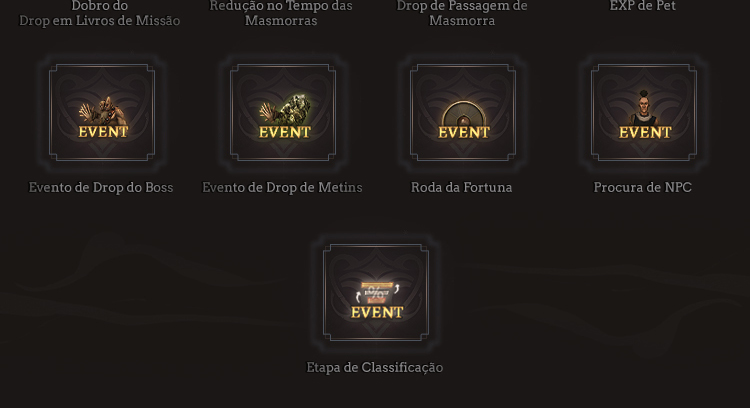 Dobro do
Drop em Livros de Missão
Redução no Tempo das
Masmorras
Drop de Passagem de
Masmorra
EXP de Pet
EVENT
EVENT
EVENT
EVENT
Evento de Drop do Boss
Evento de Drop de Metins
Roda da Fortuna
Procura de NPC
EVENT
Etapa de Classificação